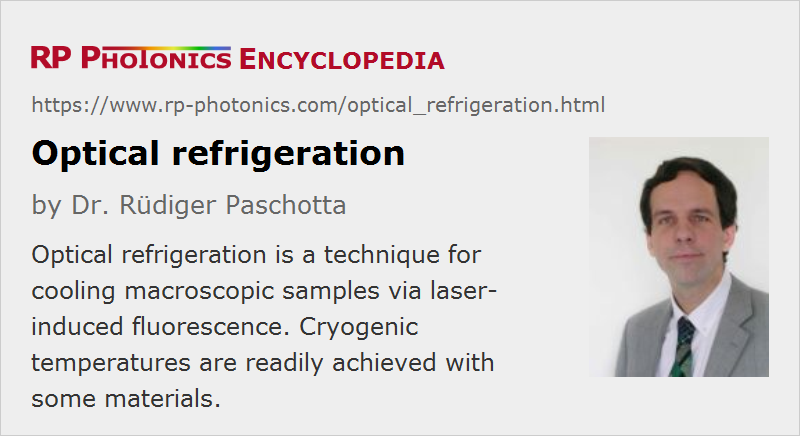 RP PHOTONICS ENCYCLOPEDIA
https://www.rp-photonics.com/optical_refrigeration.html
Optical refrigeration
by Dr. Rüdiger Paschotta
Optical refrigeration is a technique for
cooling macroscopic samples via laser-
induced fluorescence. Cryogenic
temperatures are readily achieved with
some materials.